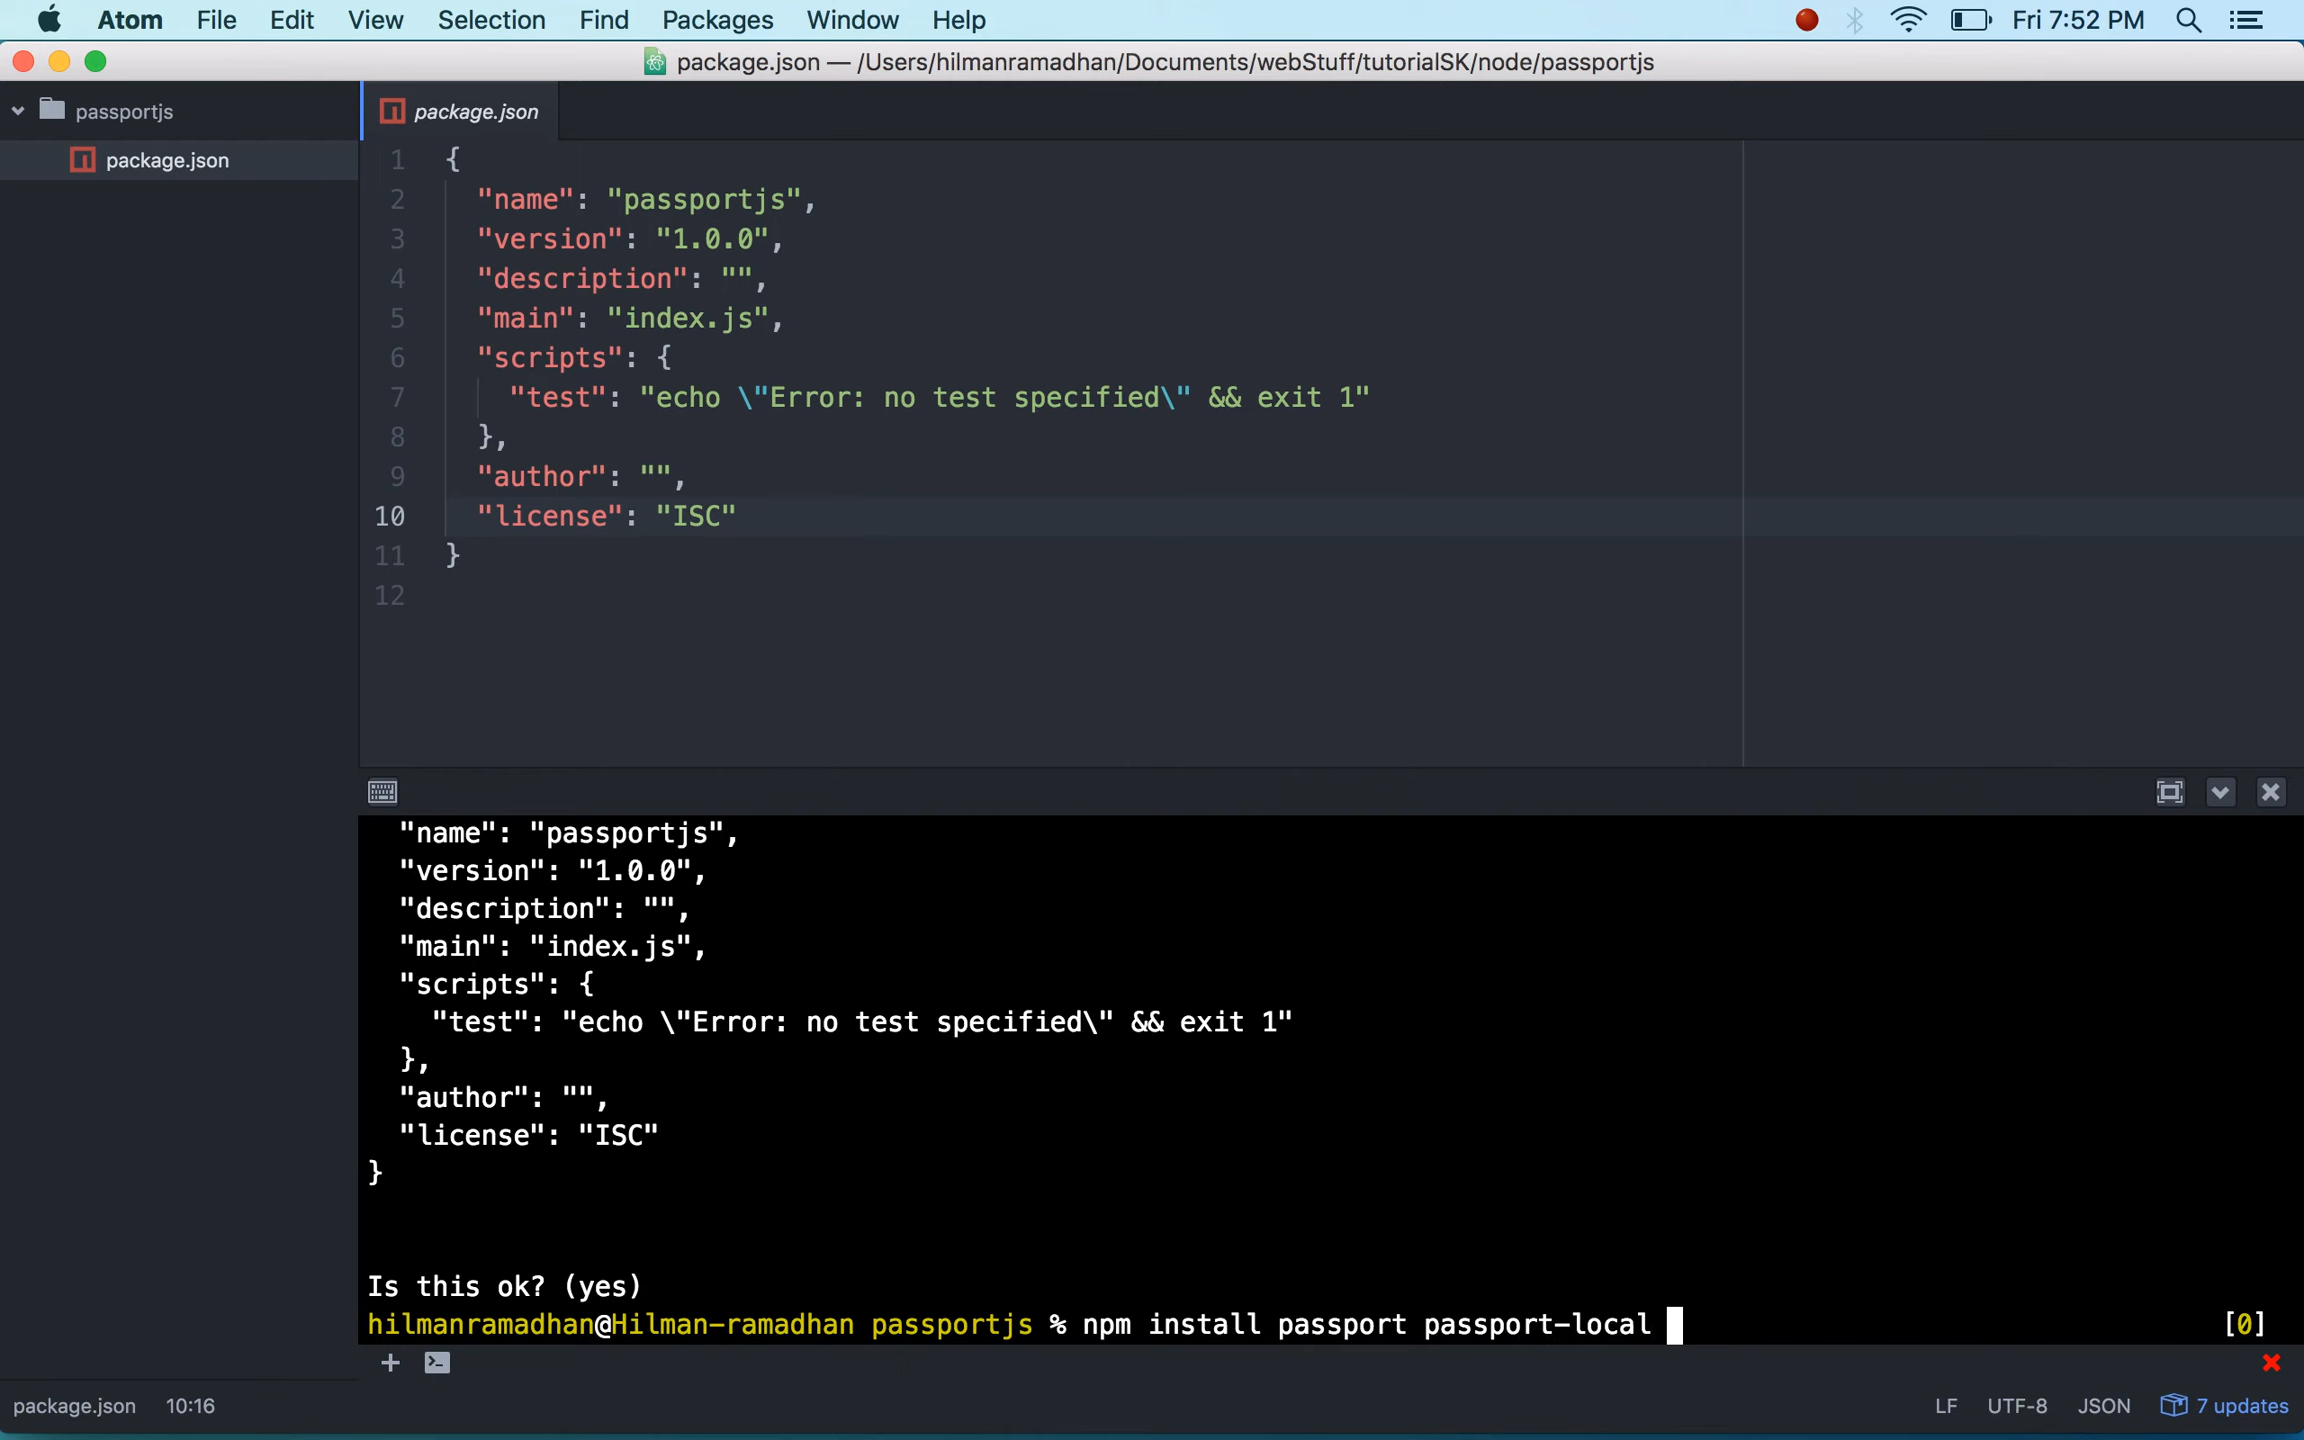 Atom File Edit View Selection Find Packages Window Help Fri 7:52 PM
package.json — /Users/hilmanramadhan/Documents/webStuff/tutorialSK/node/passportjs
passportjs
package.json
package.json
1 {
2 "name": "passportjs",
3 "version": "1.0.0",
4 "description": "",
5 "main": "index.js",
6 "scripts": {
7 "test": "echo \"Error: no test specified\" && exit 1"
8 },
9 "author": "",
10 "license": "ISC"
11 }
12
"name": "passportjs",
"version": "1.0.0",
"description": "",
"main": "index.js",
"scripts": {
"test": "echo \"Error: no test specified\" && exit 1"
},
"author": "",
"license": "ISC"
}
Is this ok? (yes)
hilmanramadhan@Hilman-ramadhan passportjs % npm install passport passport-local [0]
package.json 10:16 LF UTF-8 JSON 7 updates